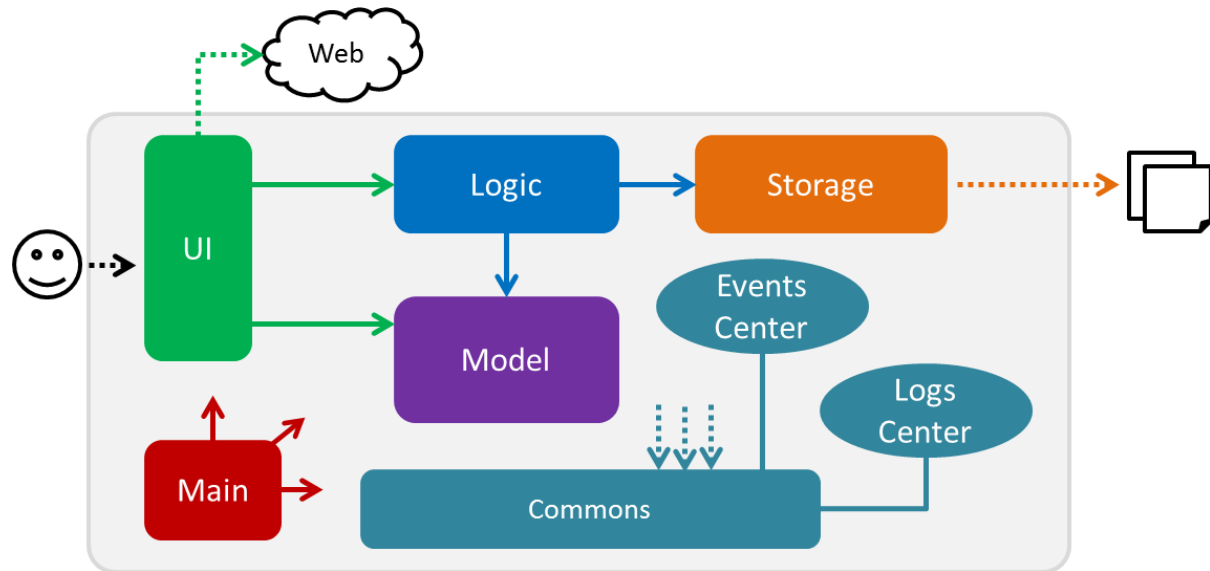 Web
UI
Logic
Storage
Model
Events
Center
Logs
Center
Main
Commons